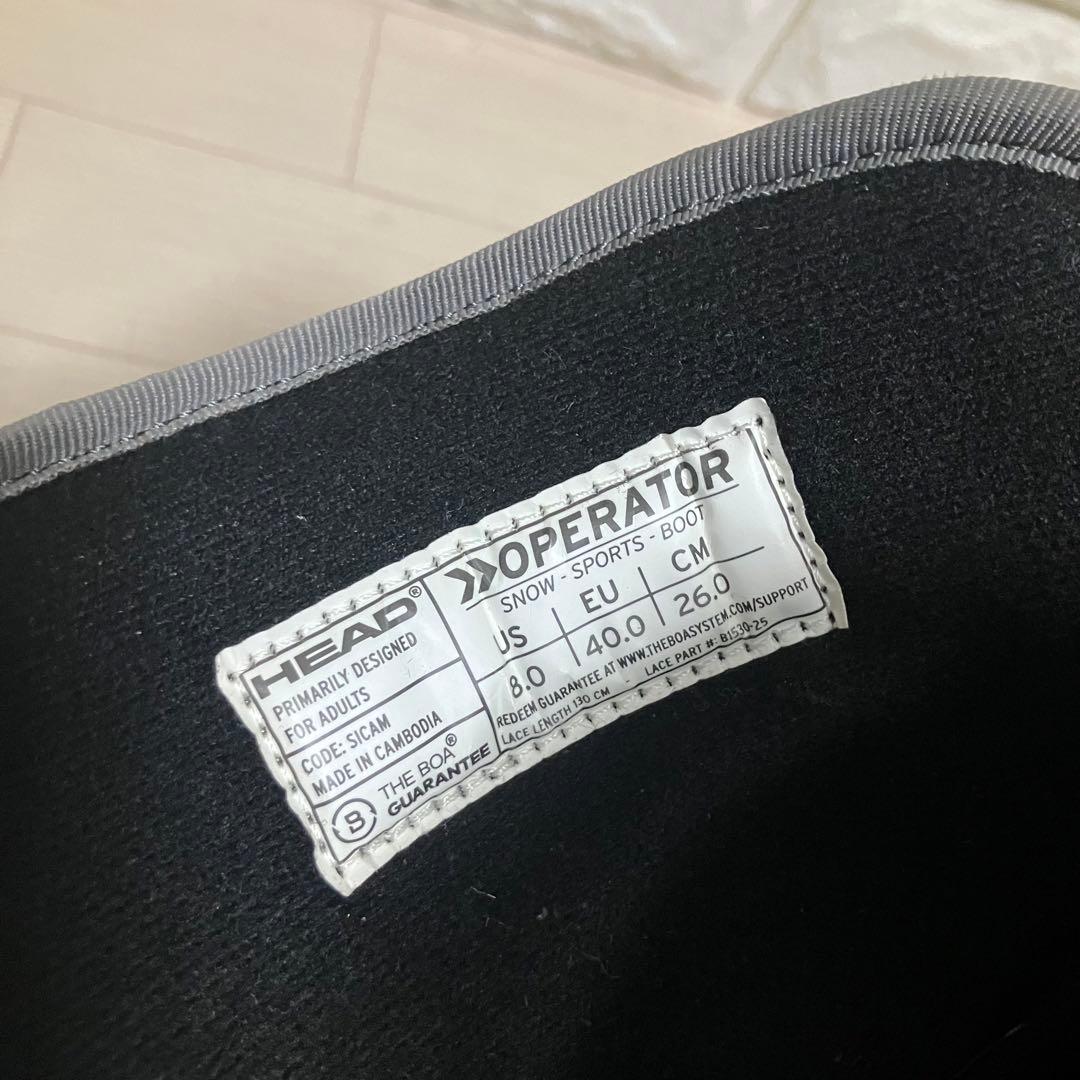 HEAD®
PRIMARILY DESIGNED
FOR ADULTS
CODE: SICAM
MADE IN CAMBODIA
B THE BOA®
GUARANTEE
OPERATOR
SNOW - SPORTS - BOOT
US EU CM
8.0 40.0 26.0
REDEEM GUARANTEE AT WWW.THEBOASYSTEM.COM/SUPPORT
LACE LENGTH 130 CM - LACE PART #: B1530-25